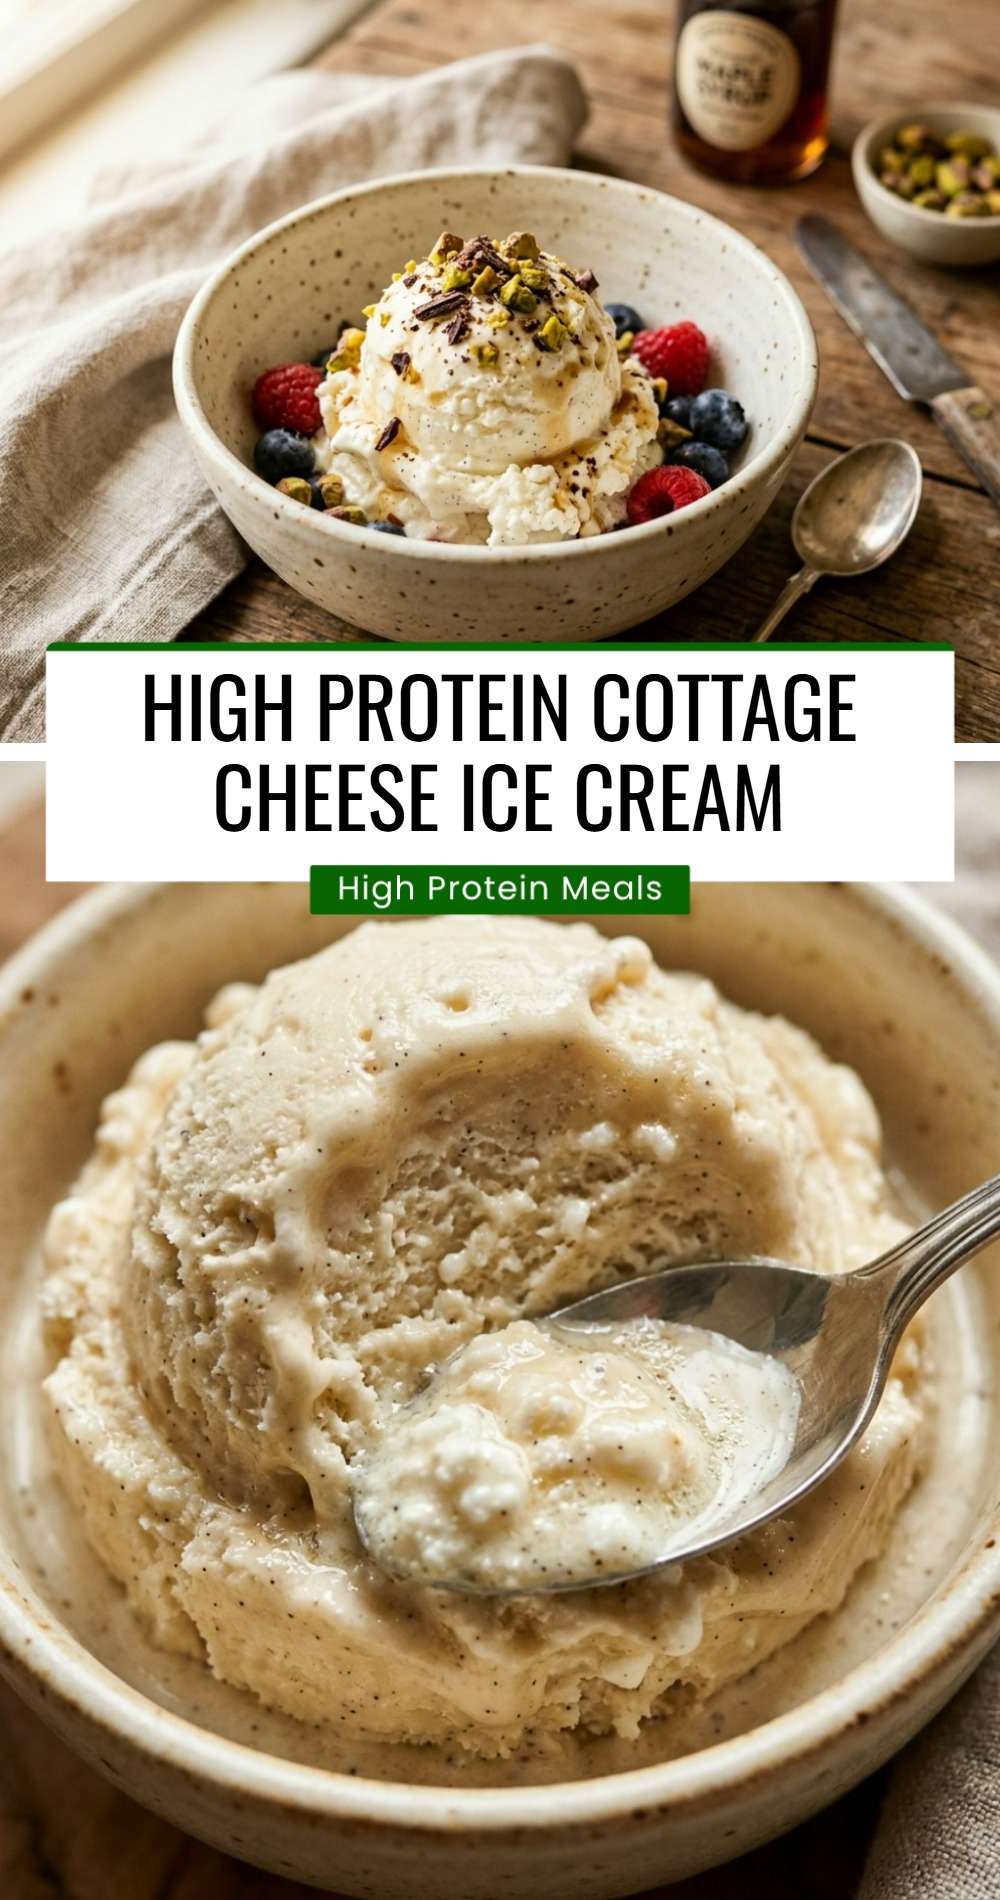 MAPLE
SYRUP
HIGH PROTEIN COTTAGE
CHEESE ICE CREAM
High Protein Meals